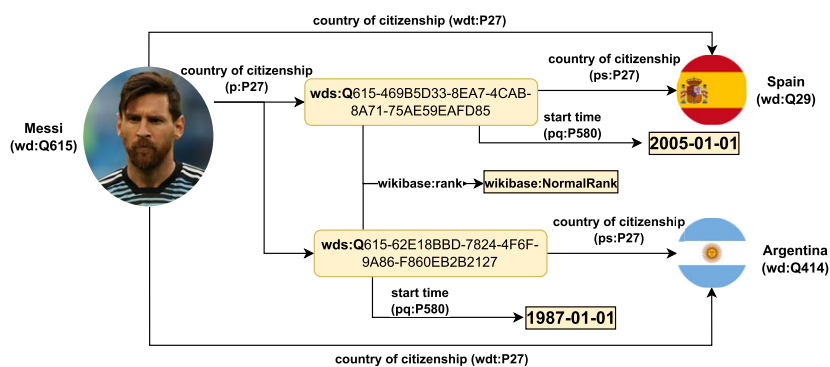 country of citizenship (wdt:P27)
country of citizenship
(p:P27)
wds:Q615-469B5D33-8EA7-4CAB-
8A71-75AE59EAFD85
country of citizenship
(ps:P27)
Spain
(wd:Q29)
start time
(pq:P580)
2005-01-01
Messi
(wd:Q615)
wikibase:rank
wikibase:NormalRank
wds:Q615-62E18BBD-7824-4F6F-
9A86-F860EB2B2127
country of citizenship
(ps:P27)
Argentina
(wd:Q414)
start time
(pq:P580)
1987-01-01
country of citizenship (wdt:P27)